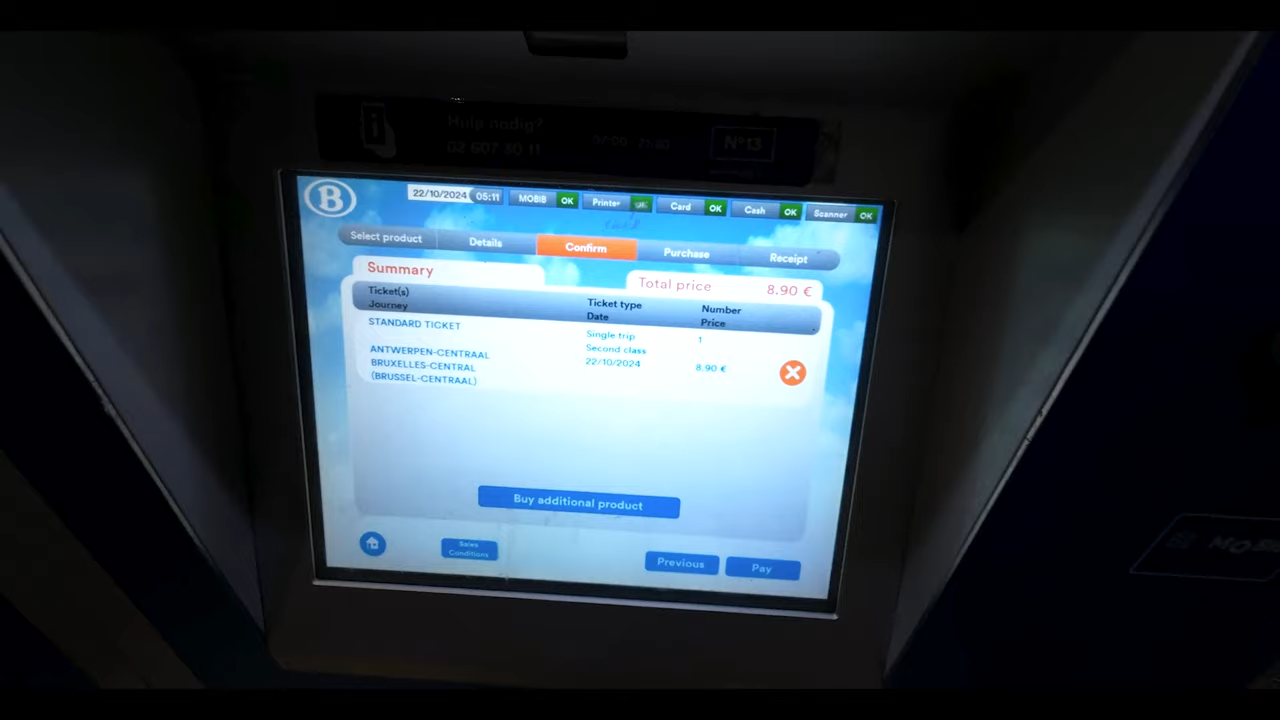 Hulp nodig?
02 607 30 11
N°13
B
22/10/2024 05:11 MOBIB OK Printer OK Card OK Cash OK Scanner OK
Select product Details Confirm Purchase Receipt
Summary
Total price 8.90 €
Ticket(s) Ticket type Number
Journey Date Price
STANDARD TICKET Single trip 1
Second class
ANTWERPEN-CENTRAAL 22/10/2024 8.90 €
BRUXELLES-CENTRAL
(BRUSSEL-CENTRAAL)
Buy additional product
Sales
Conditions
Previous Pay